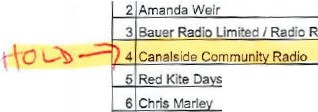 2 Amanda Weir
3 Bauer Radio Limited / Radio R
HOLD 4 Canalside Community Radio
5 Red Kite Days
6 Chris Marley